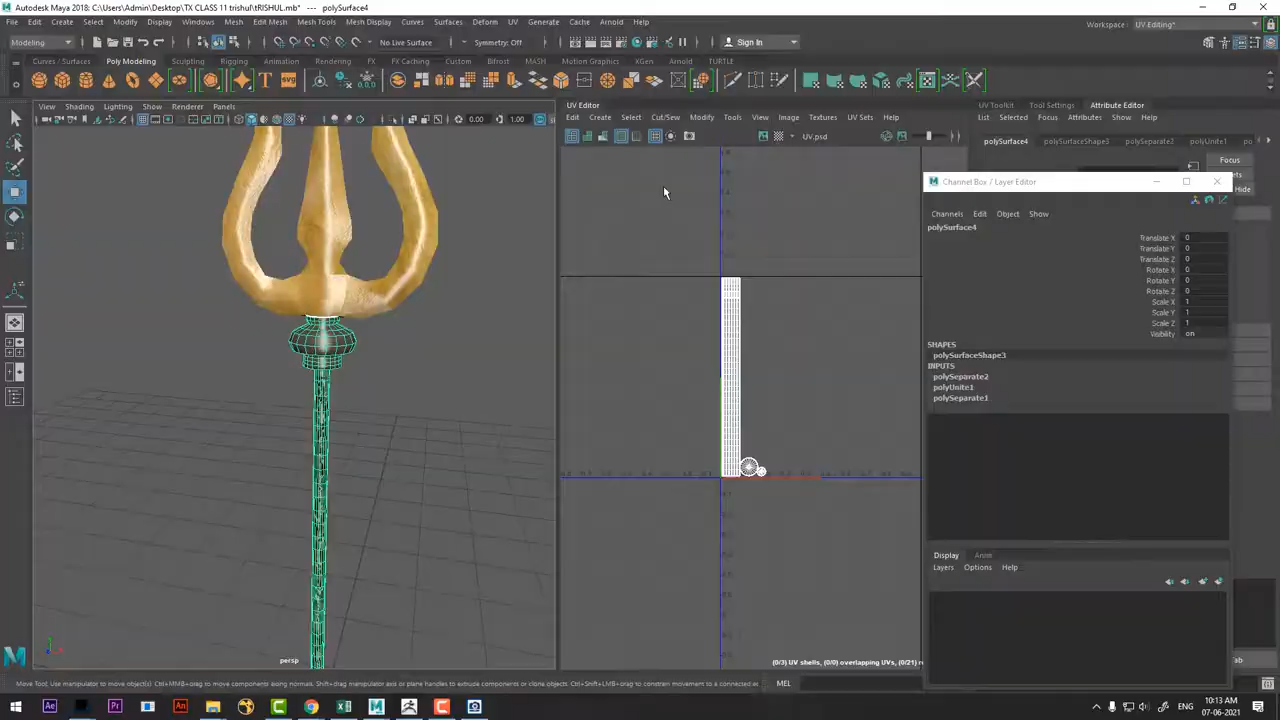 Autodesk Maya 2018: C:\Users\Admin\Desktop\TX CLASS 11 trishul\tRISHUL.mb* --- polySurface4
File Edit Create Select Modify Display Windows Mesh Edit Mesh Mesh Tools Mesh Display Curves Surfaces Deform UV Generate Cache Arnold Help
Workspace: UV Editing*
Modeling No Live Surface Symmetry: Off Sign In
Curves / Surfaces Poly Modeling Sculpting Rigging Animation Rendering FX FX Caching Custom Bifrost MASH Motion Graphics XGen Arnold TURTLE
View Shading Lighting Show Renderer Panels
0.00 1.00
persp
UV Editor
Edit Create Select Cut/Sew Modify Tools View Image Textures UV Sets Help
UV.psd
(0/3) UV shells, (0/0) overlapping UVs, (0/21) r
UV Toolkit Tool Settings Attribute Editor
List Selected Focus Attributes Show Help
polySurface4 polySurfaceShape3 polySeparate2 polyUnite1 po
Focus
ets
Hide
Channel Box / Layer Editor
Channels Edit Object Show
polySurface4
Translate X 0
Translate Y 0
Translate Z 0
Rotate X 0
Rotate Y 0
Rotate Z 0
Scale X 1
Scale Y 1
Scale Z 1
Visibility on
SHAPES
polySurfaceShape3
INPUTS
polySeparate2
polyUnite1
polySeparate1
Display Anim
Layers Options Help
Tab
Move Tool: Use manipulator to move object(s). Ctrl+MMB+drag to move components along normals. Shift+drag manipulator axis or plane handles to extrude components or clone objects. Ctrl+Shift+LMB+drag to constrain movement to a connected
MEL
10:13 AM
ENG
07-06-2021